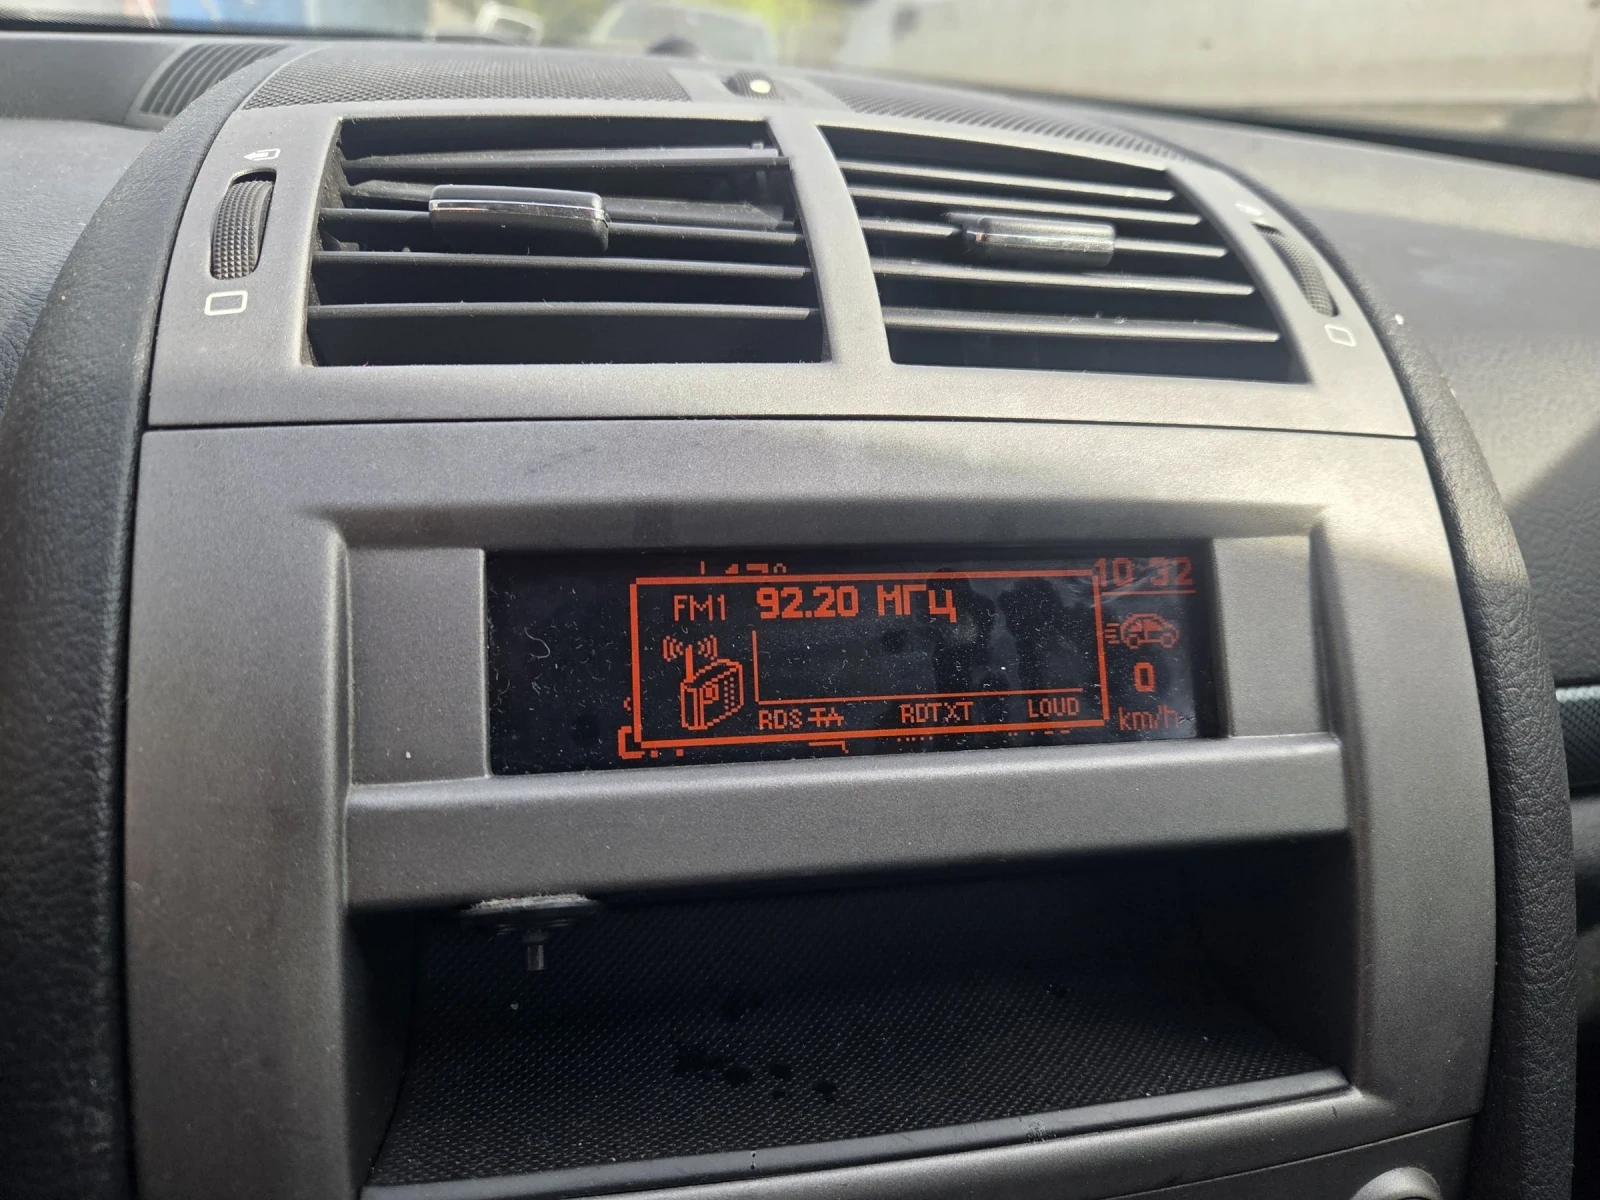 10:32
FM1 92.20 МГц
0
RDS TA RDTXT LOUD
km/h